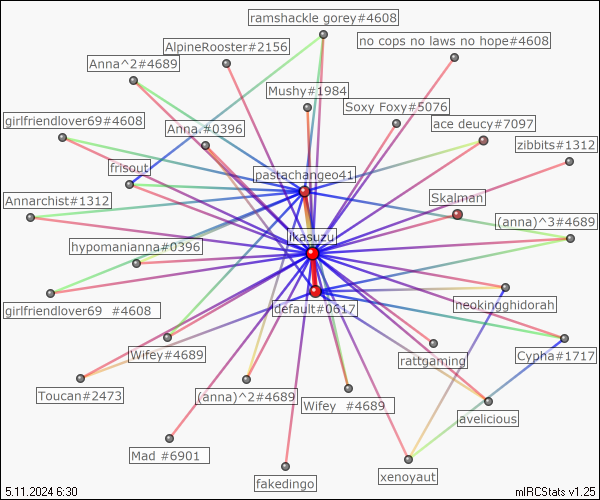 ramshackle gorey#4608
no cops no laws no hope#4608
AlpineRooster#2156
Anna^2#4689
Mushy#1984
Soxy Foxy#5076
girlfriendlover69#4608
Anna.#0396
ace deucy#7097
zibbits#1312
frisout
pastachangeo41
Annarchist#1312
Skalman
(anna)^3#4689
ikasuzu
hypomanianna#0396
girlfriendlover69 #4608
default#0617
neokingghidorah
Wifey#4689
rattgaming
Cypha#1717
Toucan#2473
(anna)^2#4689
Wifey #4689
avelicious
Mad #6901
fakedingo
xenoyaut
5.11.2024 6:30
mIRCStats v1.25